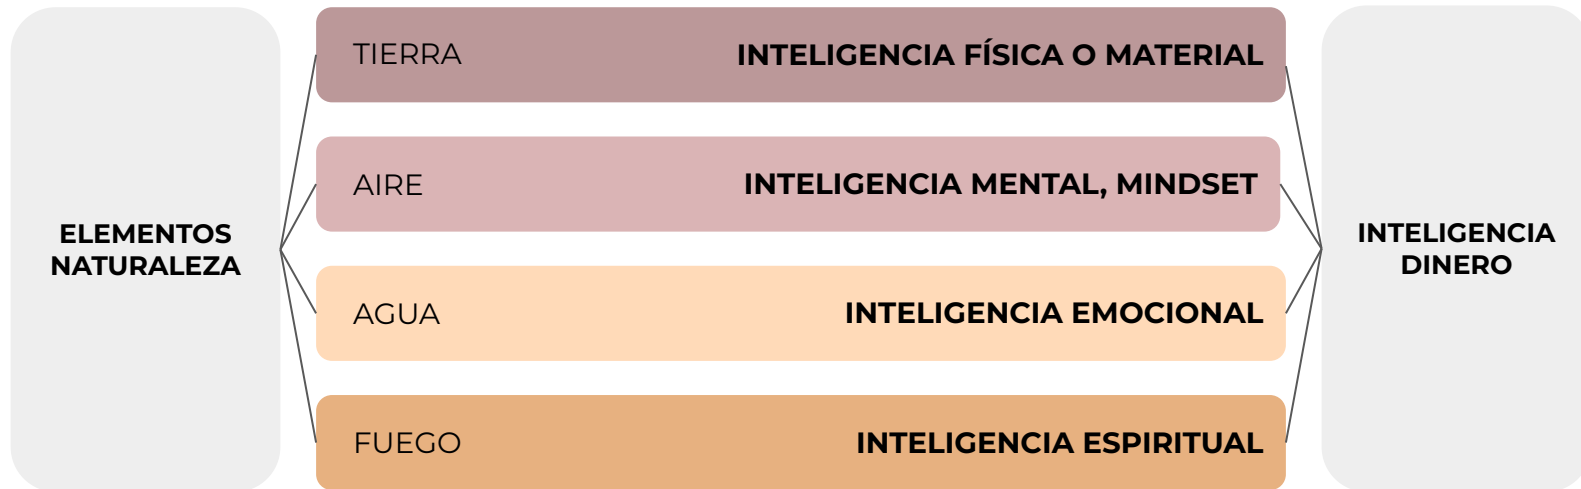 ELEMENTOS
NATURALEZA
TIERRA INTELIGENCIA FÍSICA O MATERIAL
AIRE INTELIGENCIA MENTAL, MINDSET
AGUA INTELIGENCIA EMOCIONAL
FUEGO INTELIGENCIA ESPIRITUAL
INTELIGENCIA
DINERO